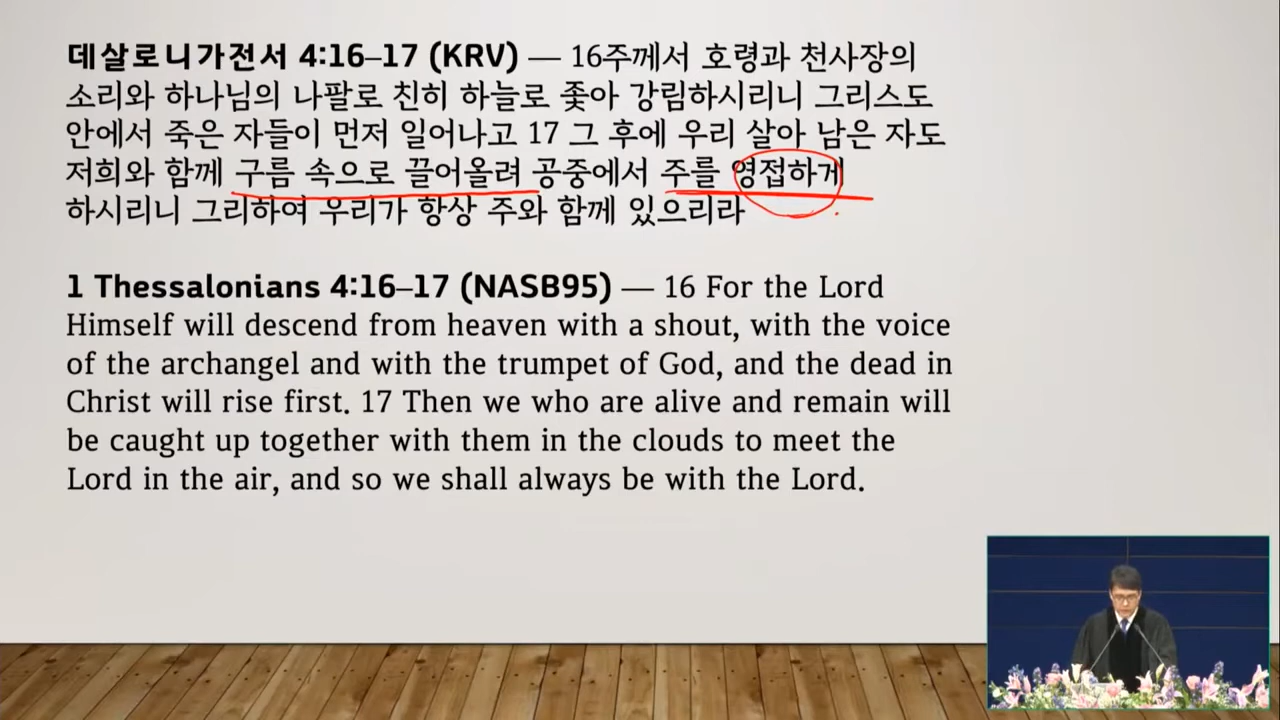 데살로니가전서 4:16–17 (KRV) — 16주께서 호령과 천사장의
소리와 하나님의 나팔로 친히 하늘로 좇아 강림하시리니 그리스도
안에서 죽은 자들이 먼저 일어나고 17 그 후에 우리 살아 남은 자도
저희와 함께 구름 속으로 끌어올려 공중에서 주를 영접하게
하시리니 그리하여 우리가 항상 주와 함께 있으리라
1 Thessalonians 4:16–17 (NASB95) — 16 For the Lord
Himself will descend from heaven with a shout, with the voice
of the archangel and with the trumpet of God, and the dead in
Christ will rise first. 17 Then we who are alive and remain will
be caught up together with them in the clouds to meet the
Lord in the air, and so we shall always be with the Lord.